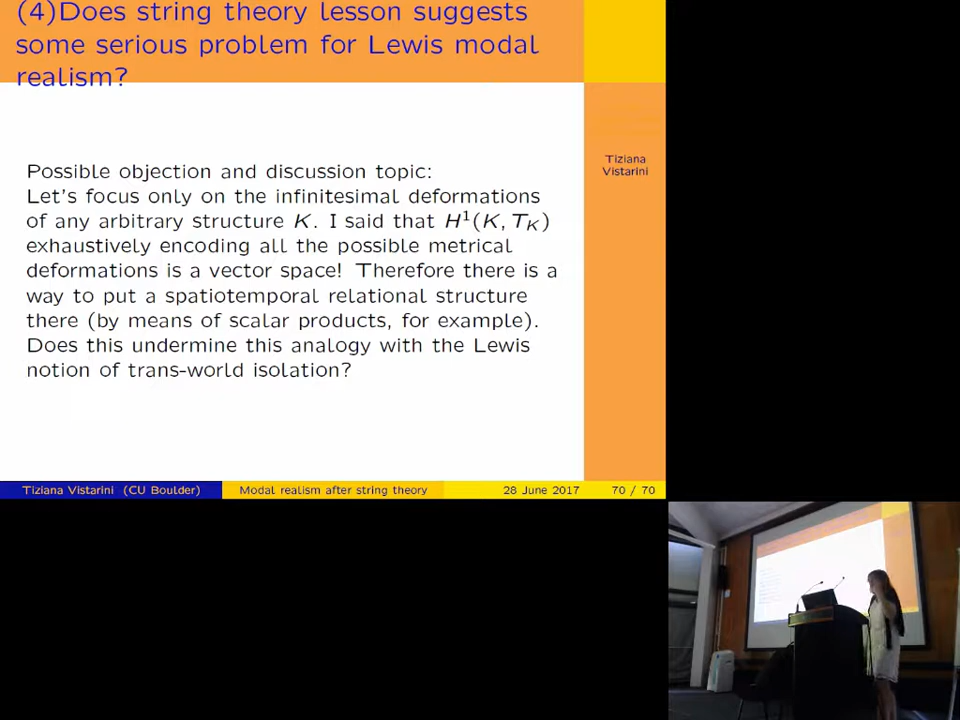 (4)Does string theory lesson suggests
some serious problem for Lewis modal
realism?
Tiziana
Vistarini
Possible objection and discussion topic:
Let's focus only on the infinitesimal deformations
of any arbitrary structure K. I said that H¹(K, T_K)
exhaustively encoding all the possible metrical
deformations is a vector space! Therefore there is a
way to put a spatiotemporal relational structure
there (by means of scalar products, for example).
Does this undermine this analogy with the Lewis
notion of trans-world isolation?
Tiziana Vistarini (CU Boulder) Modal realism after string theory 28 June 2017 70 / 70